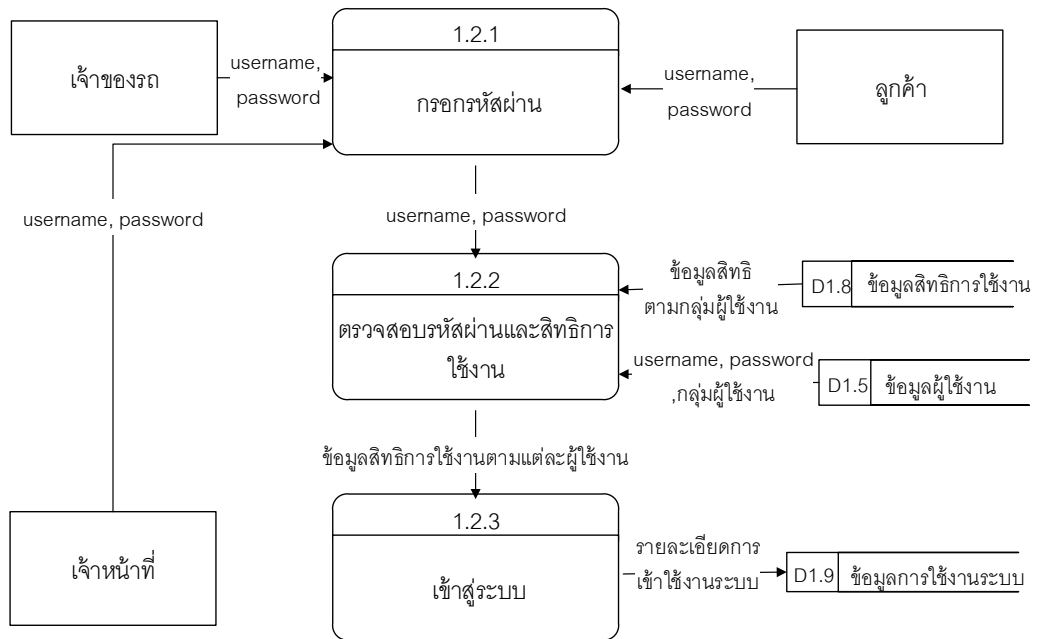 1.2.1
กรอกรหัสผ่าน
เจ้าของรถ
username,
password
username,
password
ลูกค้า
username, password
username, password
1.2.2
ตรวจสอบรหัสผ่านและสิทธิการ
ใช้งาน
ข้อมูลสิทธิ
ตามกลุ่มผู้ใช้งาน
D1.8 ข้อมูลสิทธิการใช้งาน
username, password
,กลุ่มผู้ใช้งาน
D1.5 ข้อมูลผู้ใช้งาน
ข้อมูลสิทธิการใช้งานตามแต่ละผู้ใช้งาน
1.2.3
เข้าสู่ระบบ
เจ้าหน้าที่
รายละเอียดการ
เข้าใช้งานระบบ
D1.9 ข้อมูลการใช้งานระบบ